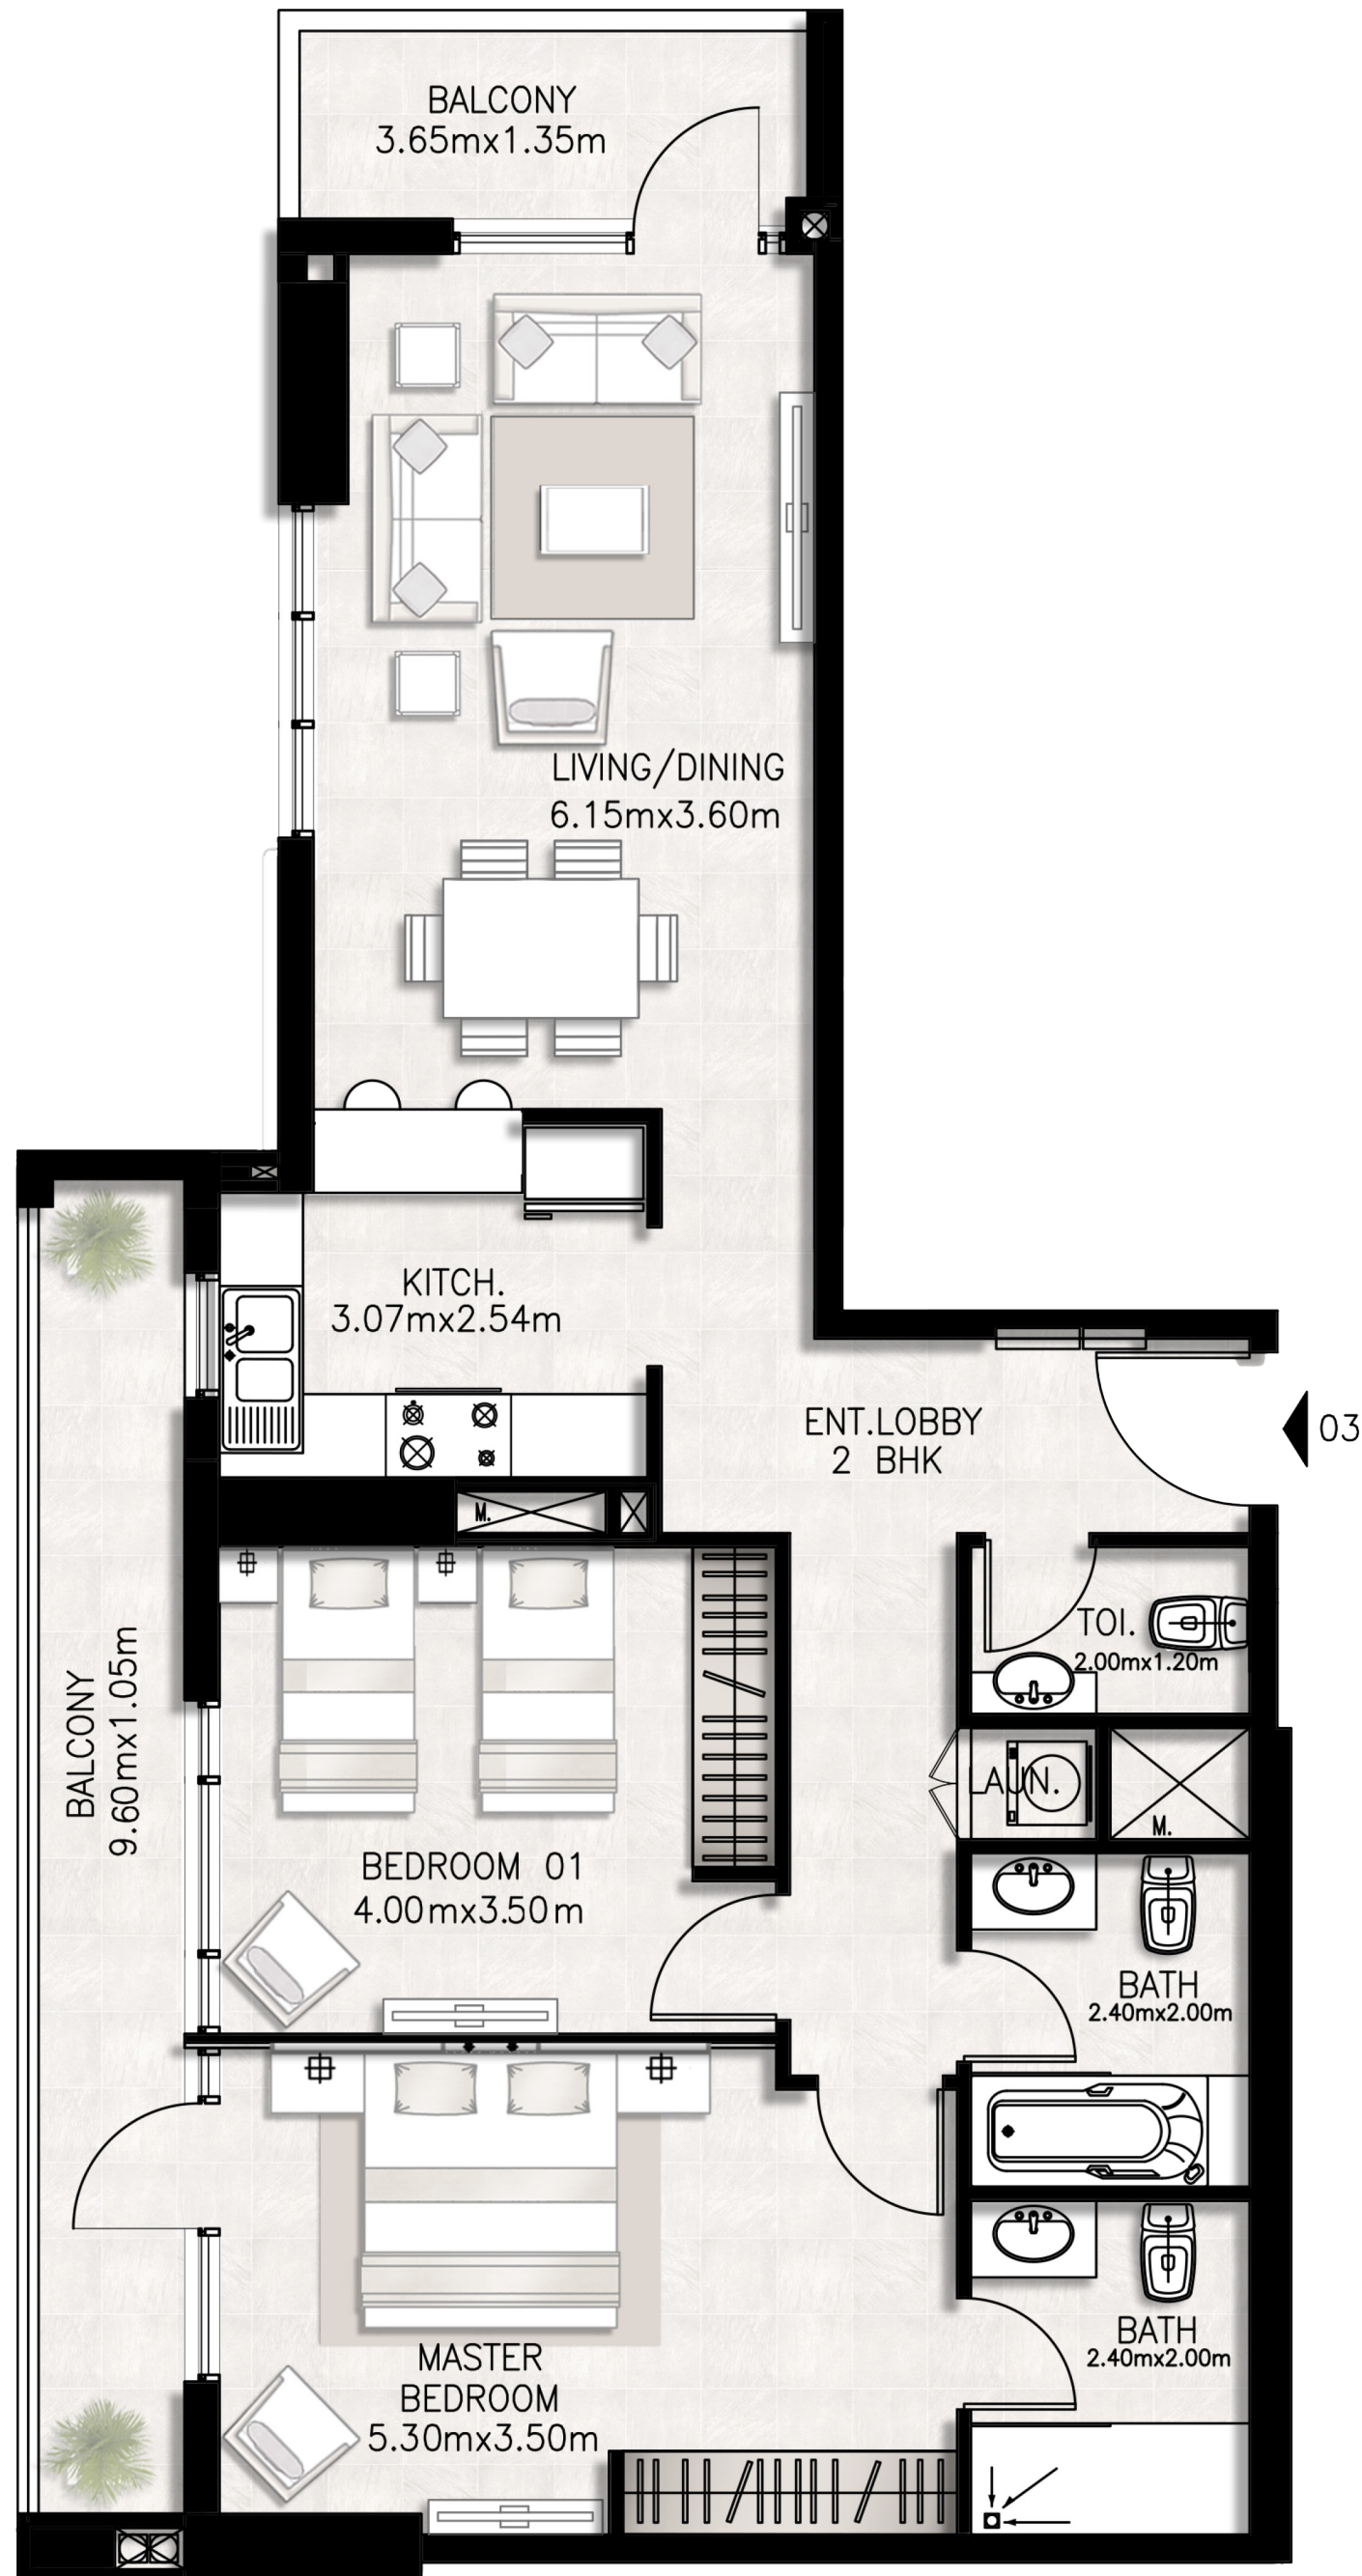 BALCONY
3.65mx1.35m
LIVING/DINING
6.15mx3.60m
KITCH.
3.07mx2.54m
ENT.LOBBY
2 BHK
03
M.
TOI.
2.00mx1.20m
BALCONY
9.60mx1.05m
LAUN.
M.
BEDROOM 01
4.00mx3.50m
BATH
2.40mx2.00m
BATH
2.40mx2.00m
MASTER
BEDROOM
5.30mx3.50m